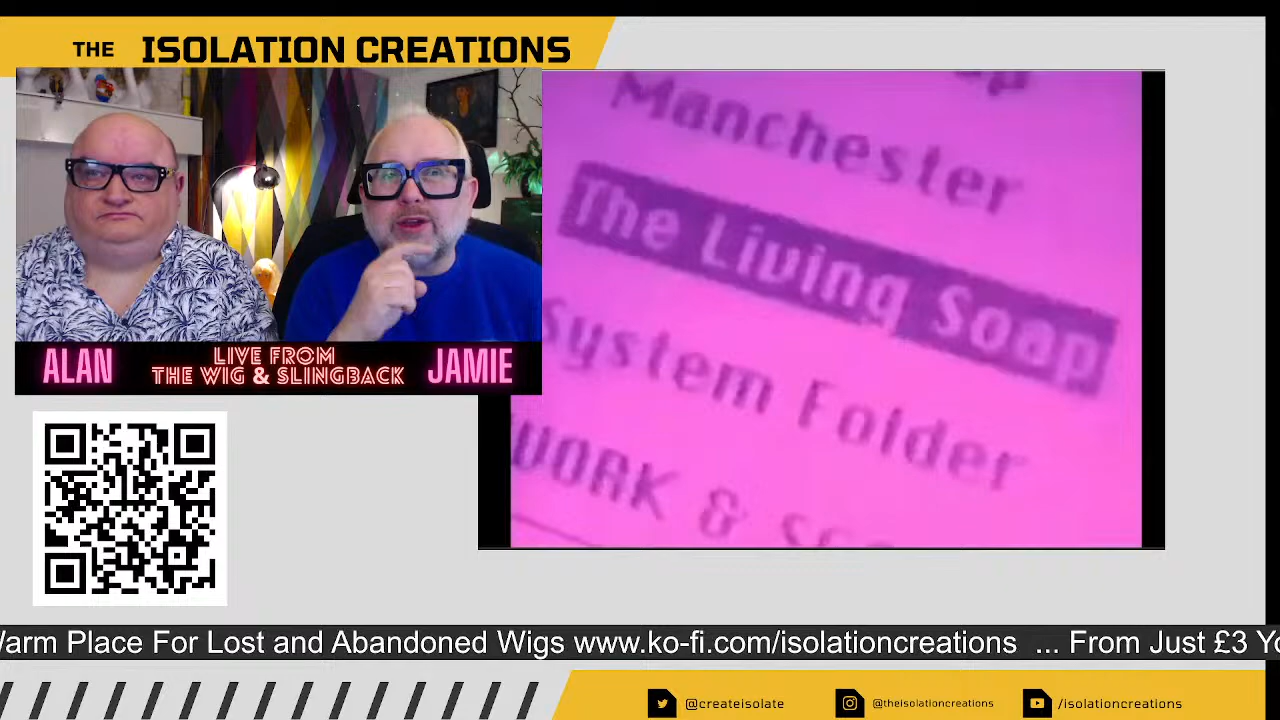 THE ISOLATION CREATIONS
Manchester
The Living Soap
System Folder
WORK &
ALAN
LIVE FROM
THE WIG & SLINGBACK
JAMIE
Warm Place For Lost and Abandoned Wigs www.ko-fi.com/isolationcreations ... From Just £3
@createisolate
@theisolationcreations
/isolationcreations